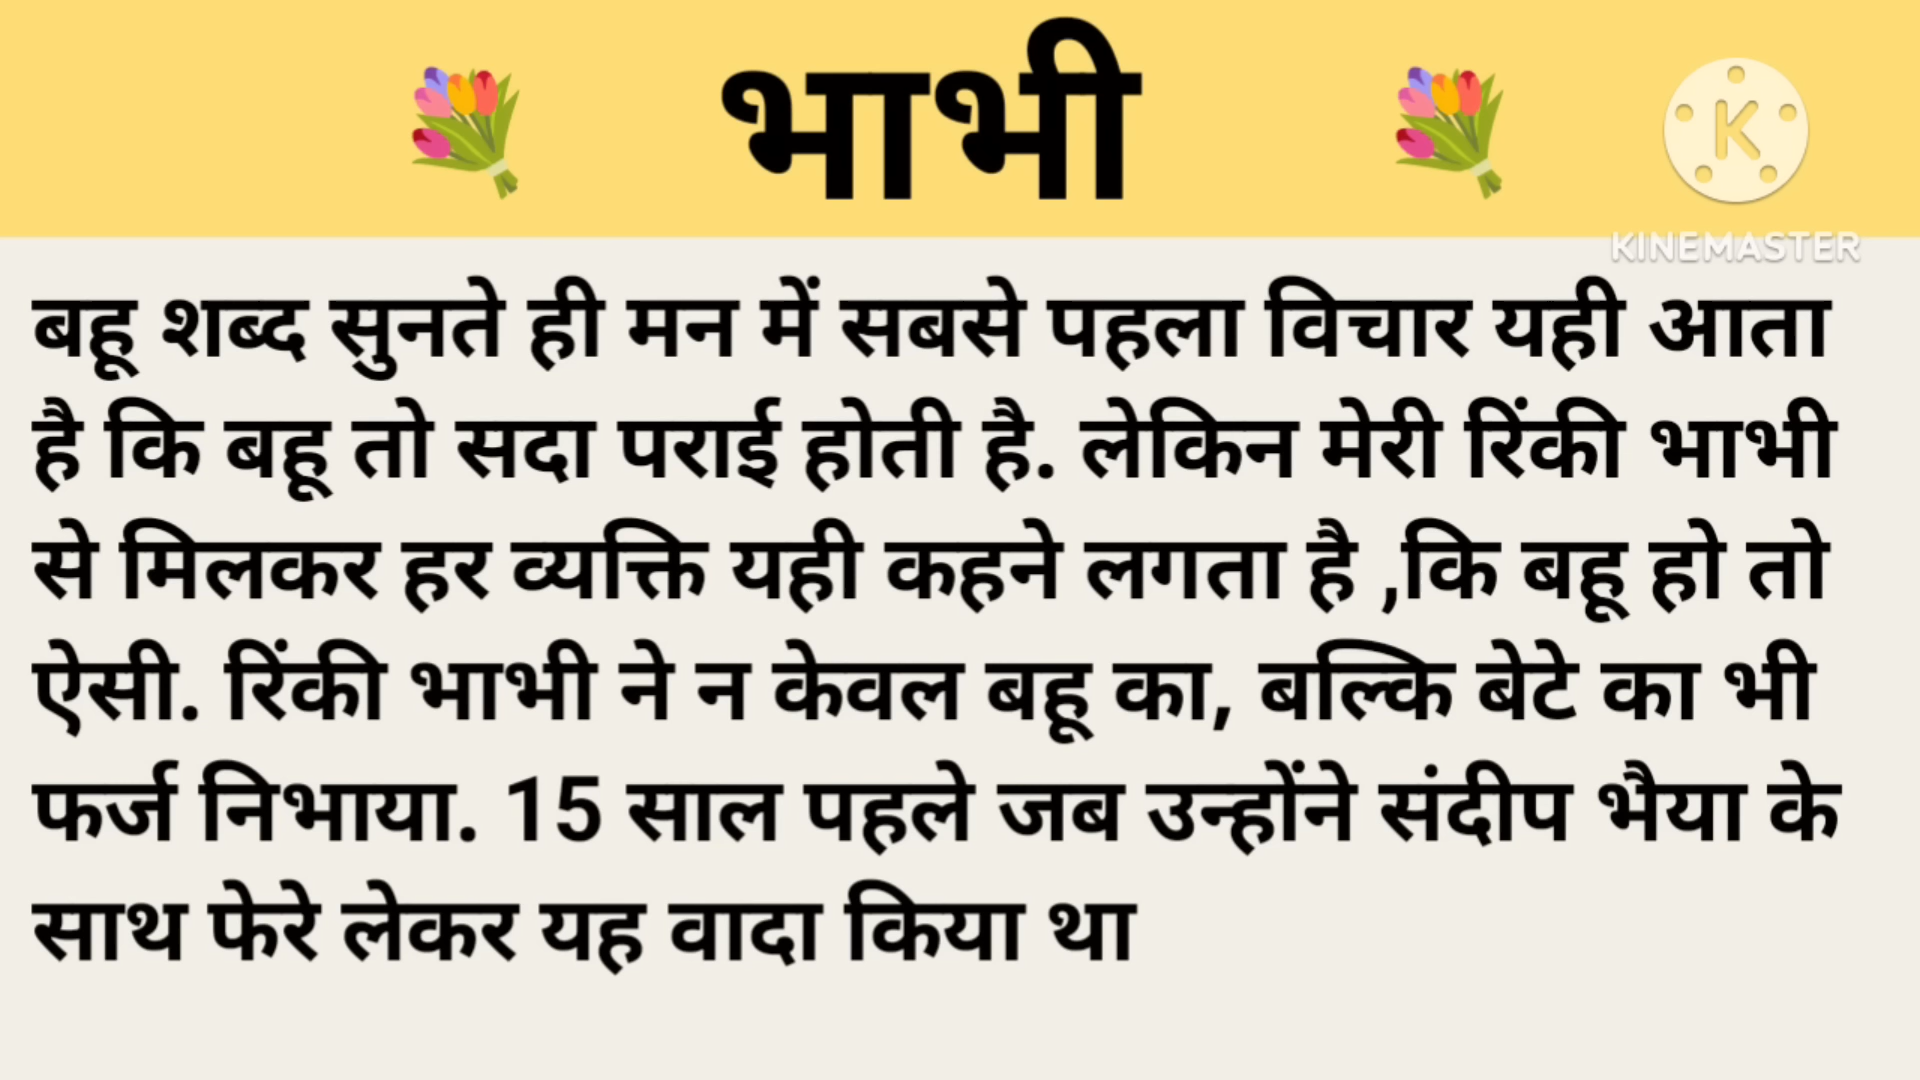 भाभी
KINEMASTER
बहू शब्द सुनते ही मन में सबसे पहला विचार यही आता
है कि बहू तो सदा पराई होती है. लेकिन मेरी रिंकी भाभी
से मिलकर हर व्यक्ति यही कहने लगता है ,कि बहू हो तो
ऐसी. रिंकी भाभी ने न केवल बहू का, बल्कि बेटे का भी
फर्ज निभाया. 15 साल पहले जब उन्होंने संदीप भैया के
साथ फेरे लेकर यह वादा किया था